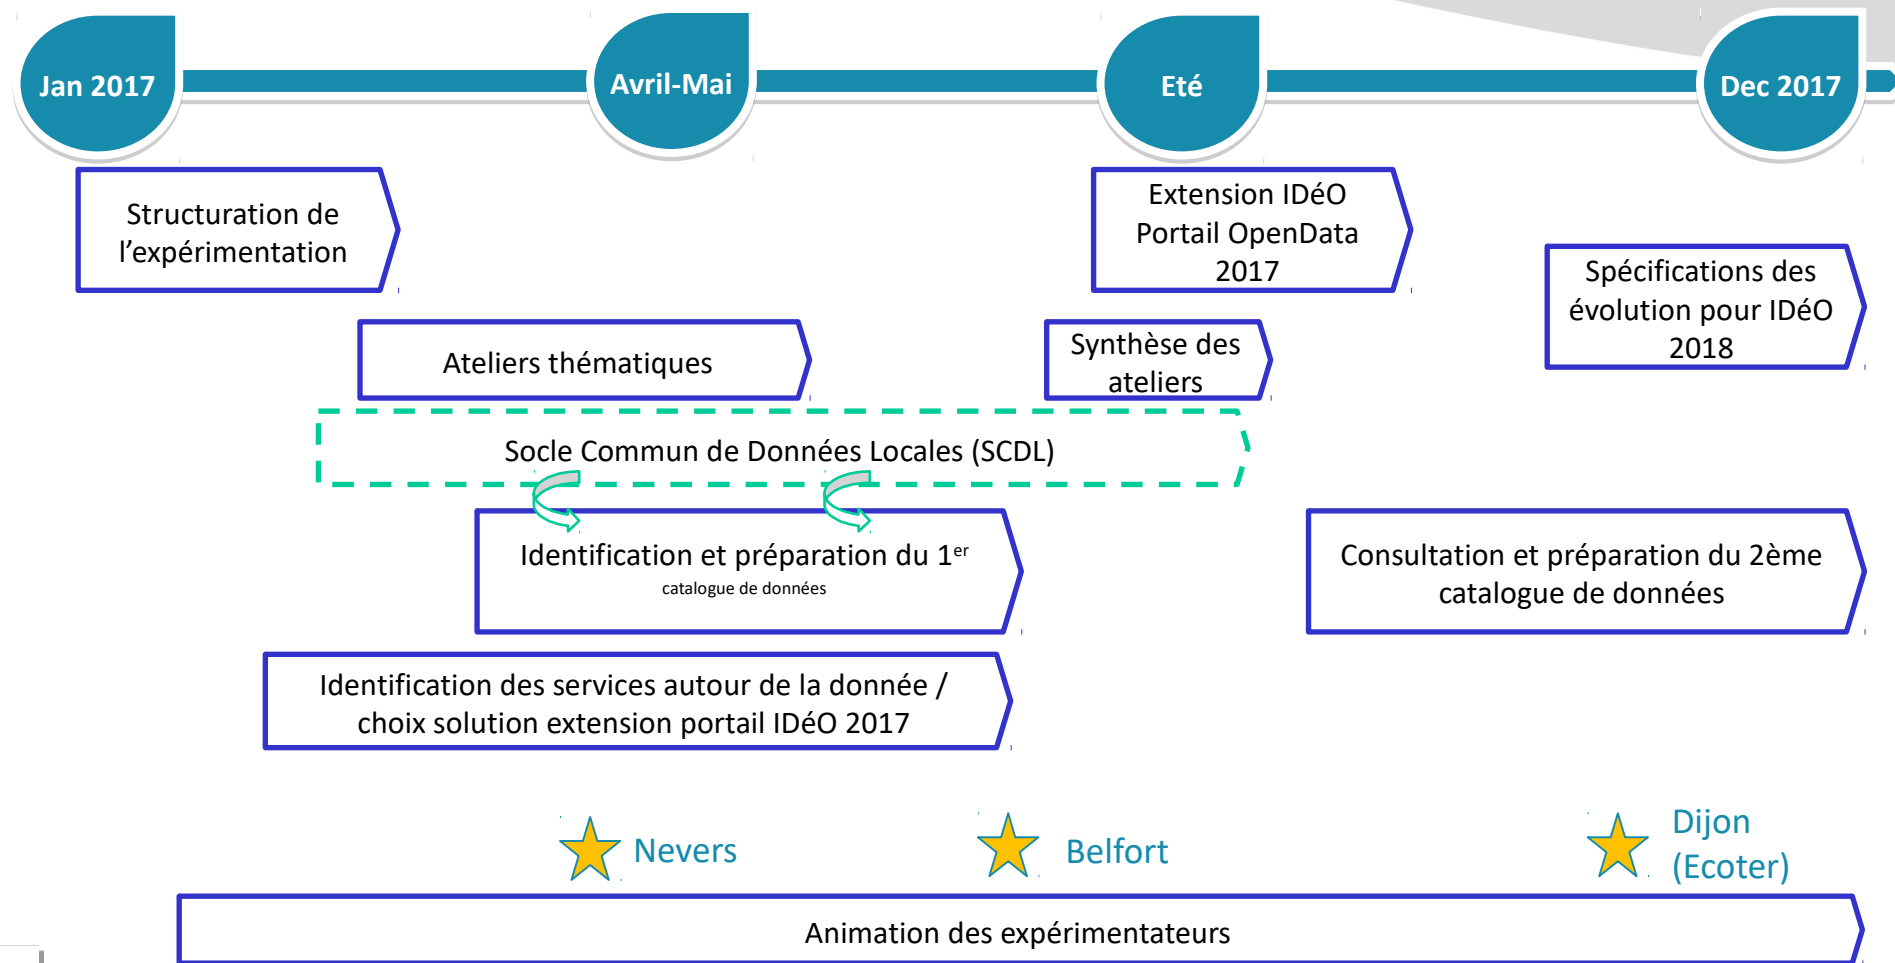 Jan 2017
Avril-Mai
Eté
Dec 2017
Structuration de
l’expérimentation
Extension IDéO
Portail OpenData
2017
Spécifications des
évolution pour IDéO
2018
Ateliers thématiques
Synthèse des
ateliers
Socle Commun de Données Locales (SCDL)
Identification et préparation du 1er
catalogue de données
Consultation et préparation du 2ème
catalogue de données
Identification des services autour de la donnée /
choix solution extension portail IDéO 2017
Nevers
Belfort
Dijon
(Ecoter)
Animation des expérimentateurs